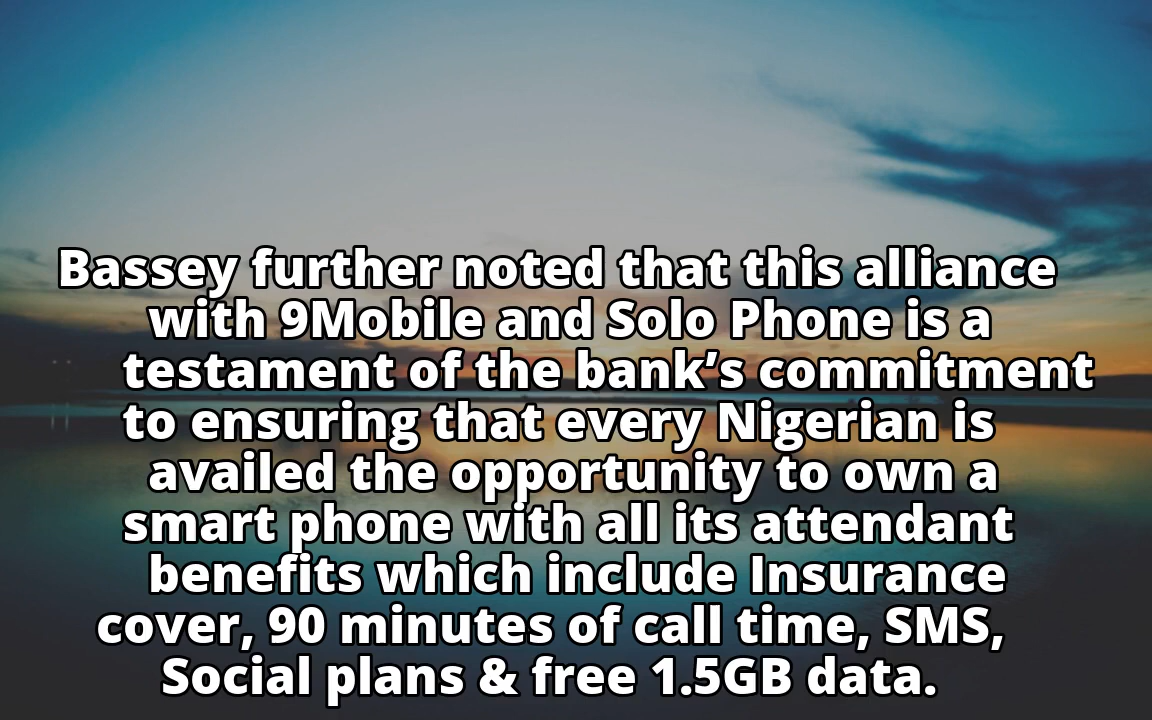 Bassey further noted that this alliance
with 9Mobile and Solo Phone is a
testament of the bank’s commitment
to ensuring that every Nigerian is
availed the opportunity to own a
smart phone with all its attendant
benefits which include Insurance
cover, 90 minutes of call time, SMS,
Social plans & free 1.5GB data.